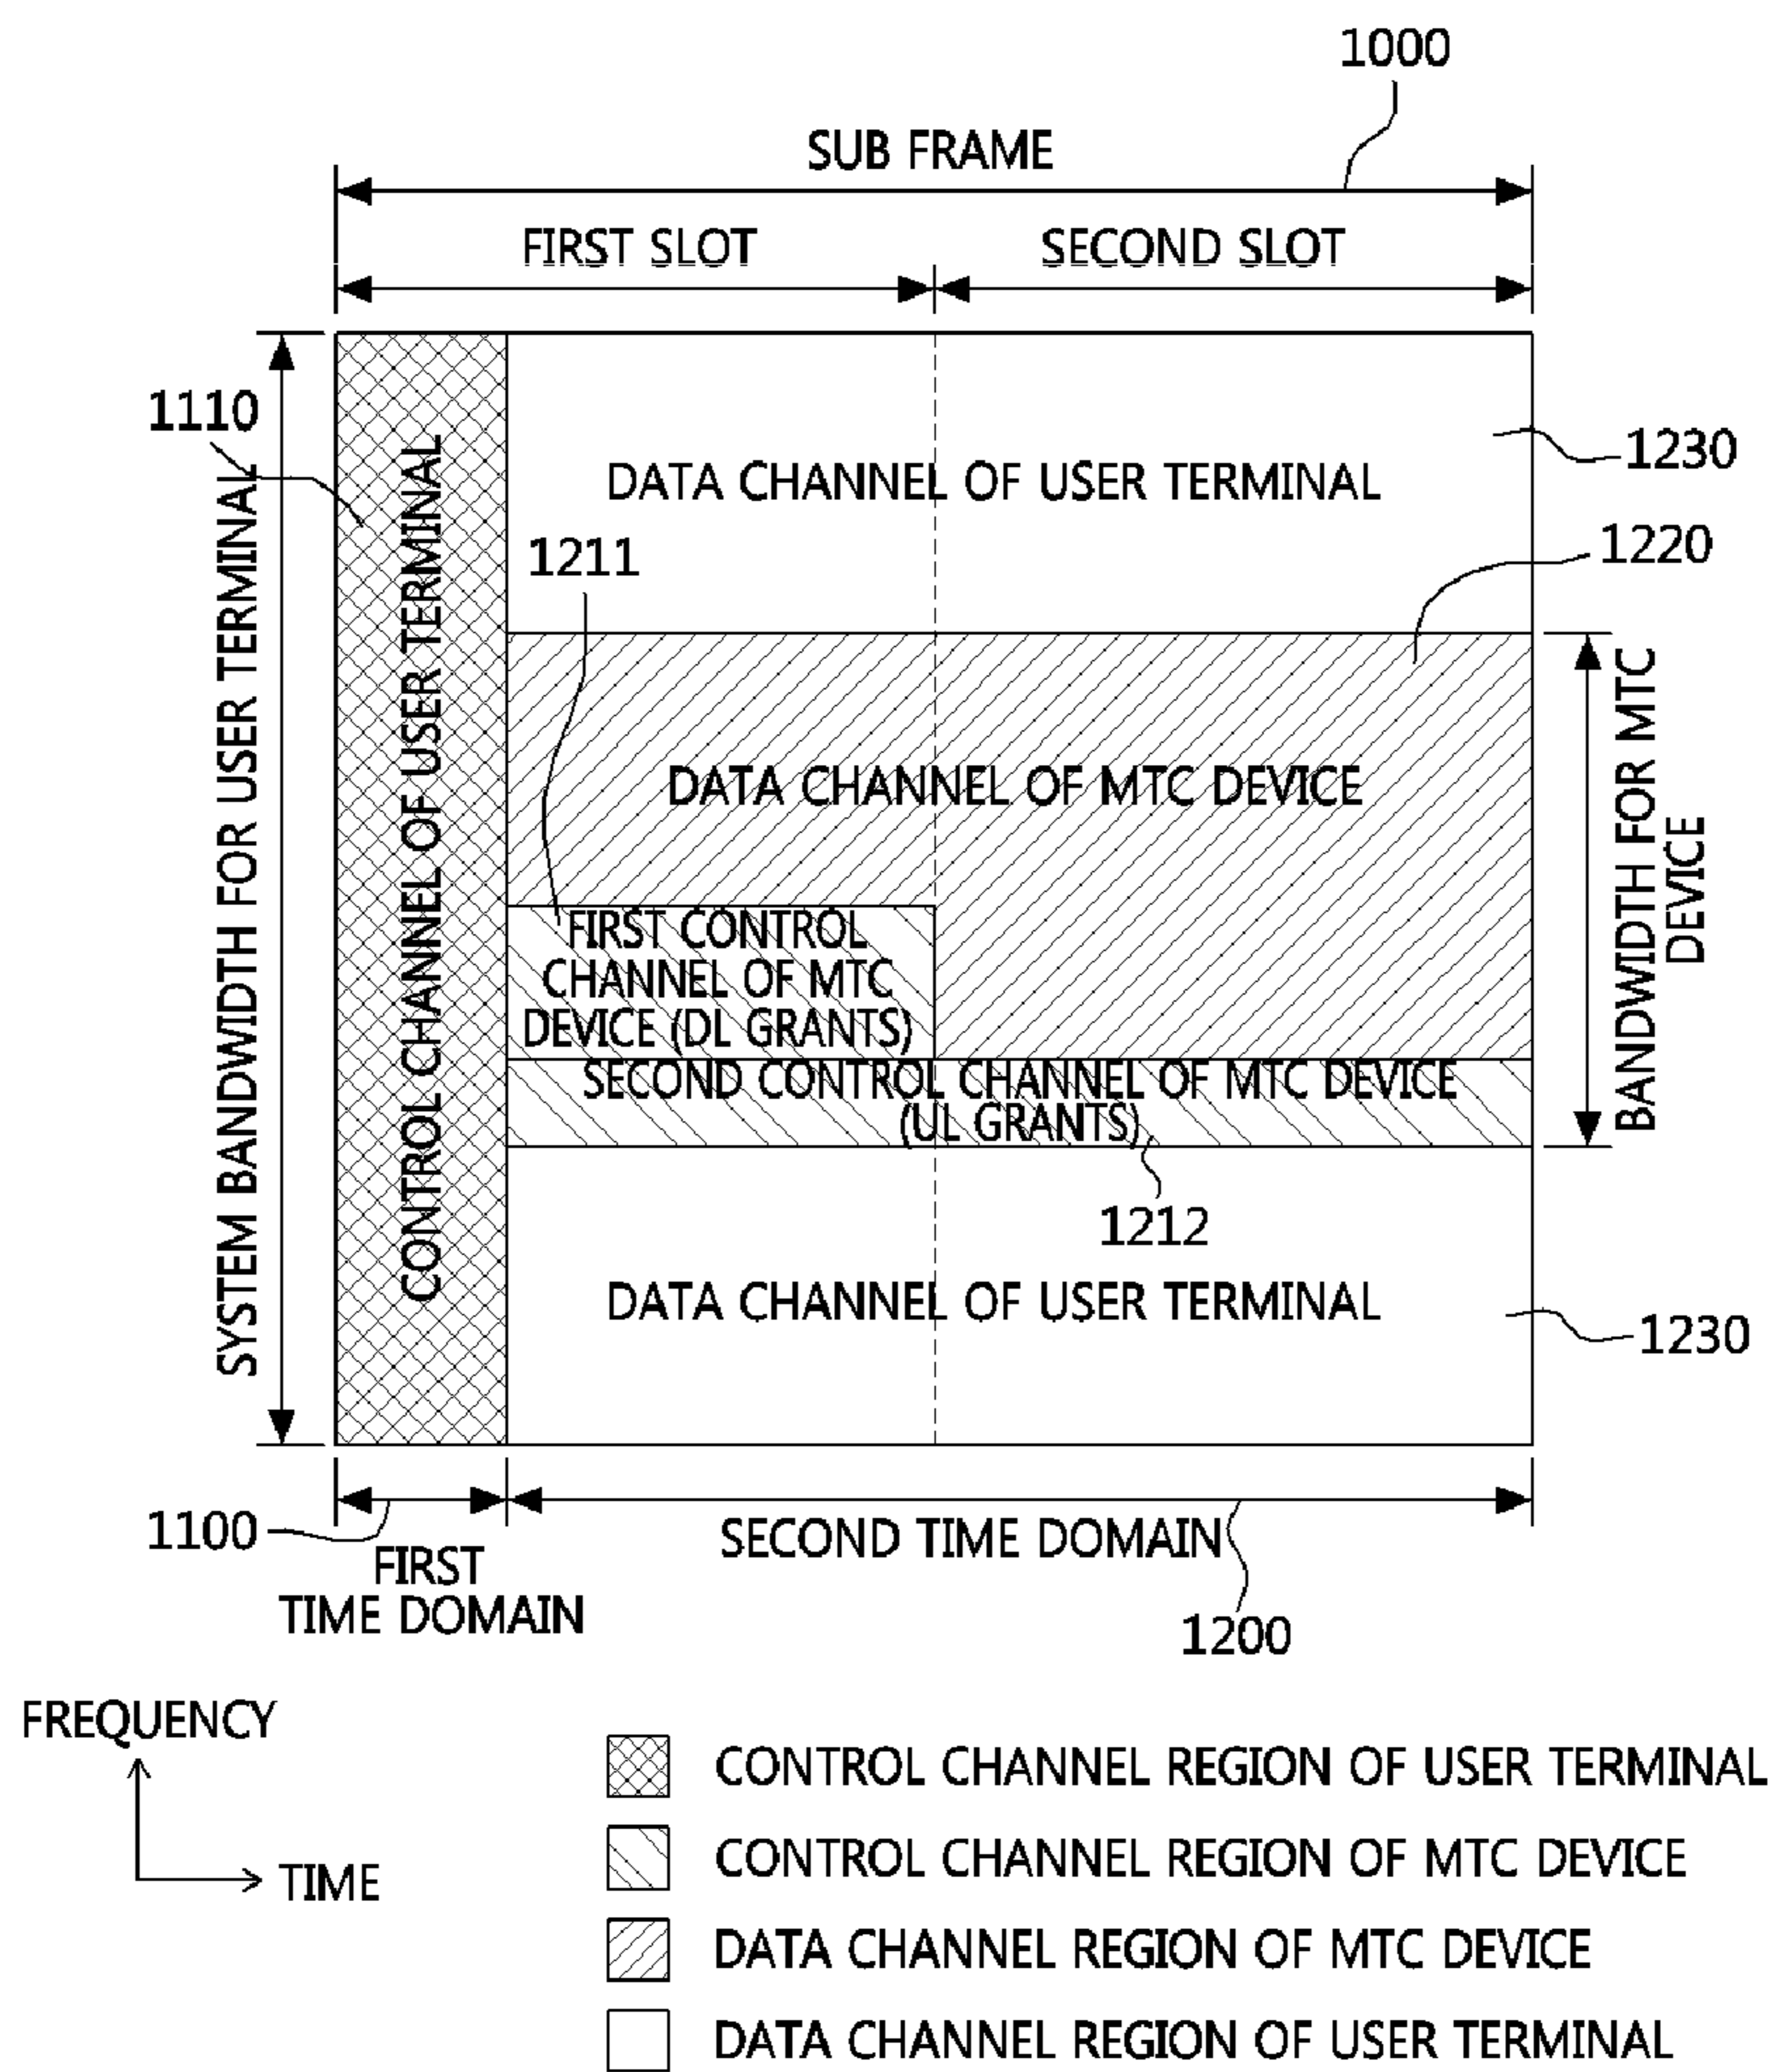 1000
SUB FRAME
FIRST SLOT
SECOND SLOT
1110
SYSTEM BANDWIDTH FOR USER TERMINAL
CONTROL CHANNEL OF USER TERMINAL
DATA CHANNEL OF USER TERMINAL
1230
1211
1220
DATA CHANNEL OF MTC DEVICE
BANDWIDTH FOR MTC
DEVICE
FIRST CONTROL
CHANNEL OF MTC
DEVICE (DL GRANTS)
SECOND CONTROL CHANNEL OF MTC DEVICE
(UL GRANTS)
1212
DATA CHANNEL OF USER TERMINAL
1230
1100
FIRST
TIME DOMAIN
SECOND TIME DOMAIN
1200
FREQUENCY
TIME
CONTROL CHANNEL REGION OF USER TERMINAL
CONTROL CHANNEL REGION OF MTC DEVICE
DATA CHANNEL REGION OF MTC DEVICE
DATA CHANNEL REGION OF USER TERMINAL